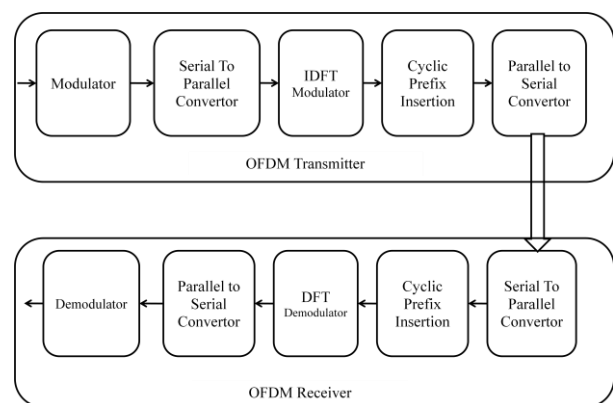 Modulator
Serial To
Parallel
Convertor
IDFT
Modulator
Cyclic
Prefix
Insertion
Parallel to
Serial
Convertor
OFDM Transmitter
Demodulator
Parallel to
Serial
Convertor
DFT
Demodulator
Cyclic
Prefix
Insertion
Serial To
Parallel
Convertor
OFDM Receiver